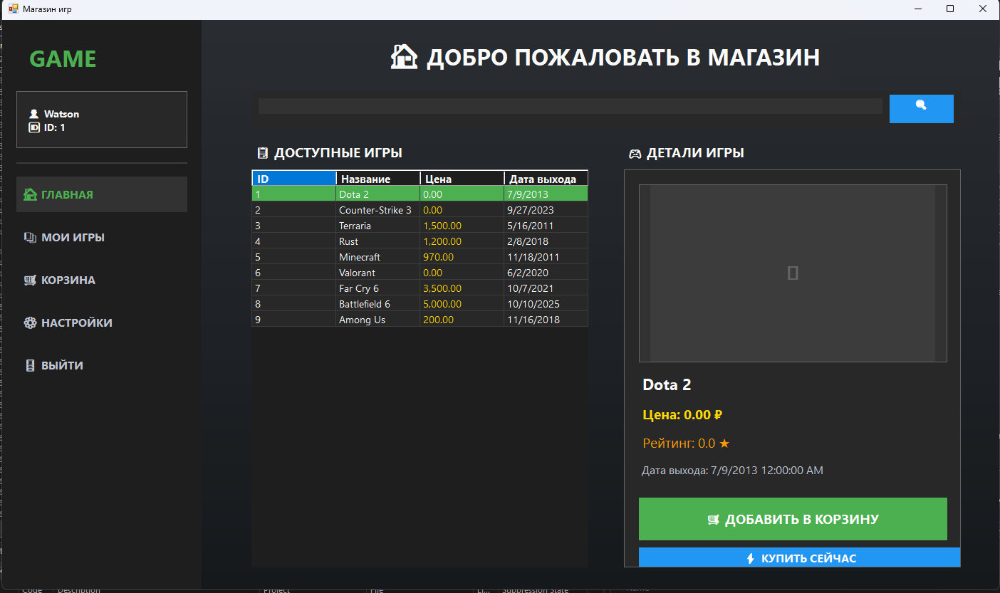 Магазин игр
GAME
Watson
ID: 1
ГЛАВНАЯ
МОИ ИГРЫ
КОРЗИНА
НАСТРОЙКИ
ВЫЙТИ
ДОБРО ПОЖАЛОВАТЬ В МАГАЗИН
ДОСТУПНЫЕ ИГРЫ
ID Название Цена Дата выхода
1 Dota 2 0.00 7/9/2013
2 Counter-Strike 3 0.00 9/27/2023
3 Terraria 1,500.00 5/16/2011
4 Rust 1,200.00 2/8/2018
5 Minecraft 970.00 11/18/2011
6 Valorant 0.00 6/2/2020
7 Far Cry 6 3,500.00 10/7/2021
8 Battlefield 6 5,000.00 10/10/2025
9 Among Us 200.00 11/16/2018
ДЕТАЛИ ИГРЫ
Dota 2
Цена: 0.00 ₽
Рейтинг: 0.0 ★
Дата выхода: 7/9/2013 12:00:00 AM
ДОБАВИТЬ В КОРЗИНУ
КУПИТЬ СЕЙЧАС
Code Description Project File Suppression State